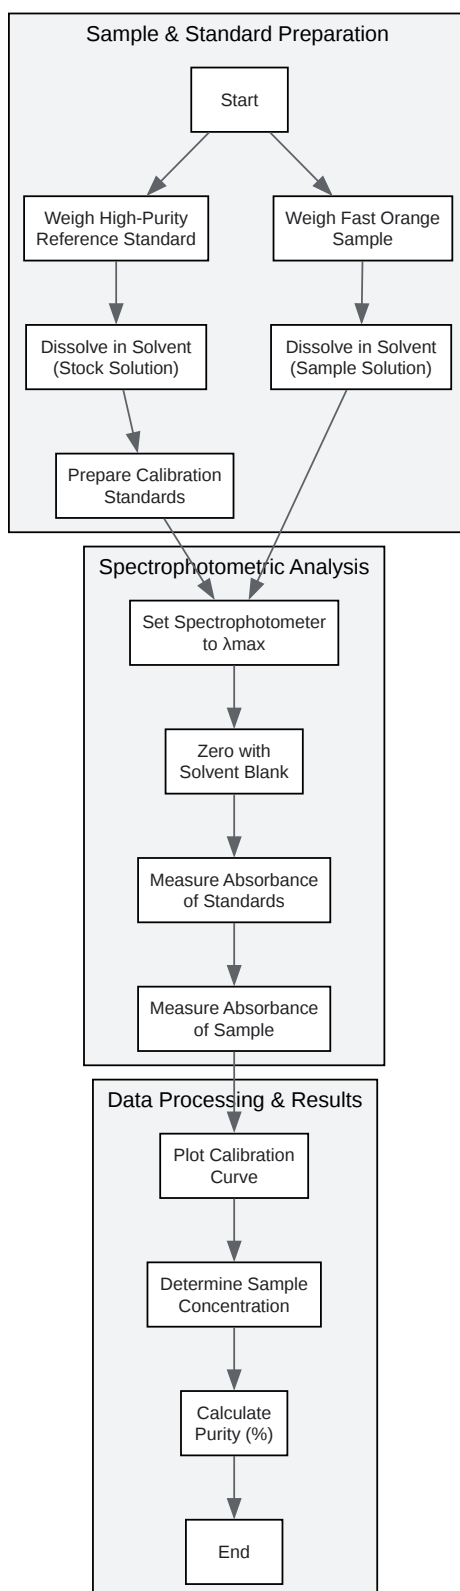 Sample & Standard Preparation
Start
Weigh High-Purity
Reference Standard
Weigh Fast Orange
Sample
Dissolve in Solvent
(Stock Solution)
Dissolve in Solvent
(Sample Solution)
Prepare Calibration
Standards
Spectrophotometric Analysis
Set Spectrophotometer
to λmax
Zero with
Solvent Blank
Measure Absorbance
of Standards
Measure Absorbance
of Sample
Data Processing & Results
Plot Calibration
Curve
Determine Sample
Concentration
Calculate
Purity (%)
End